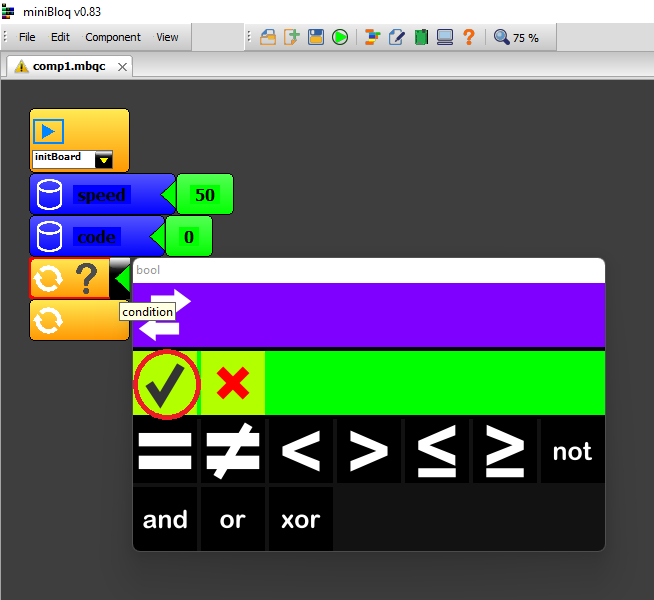 miniBloq v0.83
File Edit Component View
75 %
comp1.mbqc
initBoard
speed 50
code 0
bool
condition
= ≠ < > ≤ ≥ not
and or xor